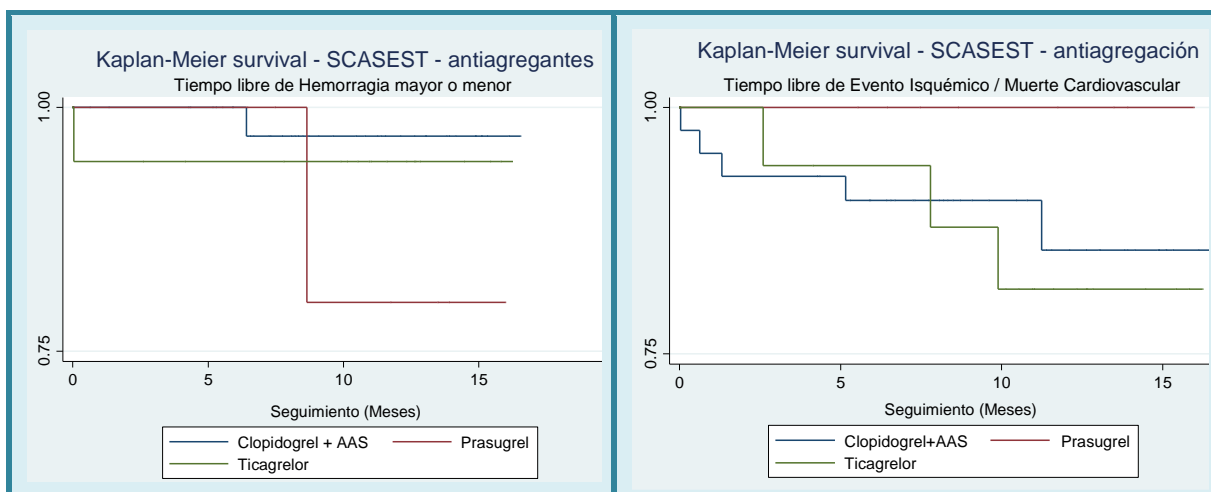 Kaplan-Meier survival - SCASEST - antiagregantes
Tiempo libre de Hemorragia mayor o menor
1.00
0.75
0 5 10 15
Seguimiento (Meses)
Clopidogrel + AAS Prasugrel
Ticagrelor
Kaplan-Meier survival - SCASEST - antiagregación
Tiempo libre de Evento Isquémico / Muerte Cardiovascular
1.00
0.75
0 5 10 15
Seguimiento (Meses)
Clopidogrel+AAS Prasugrel
Ticagrelor